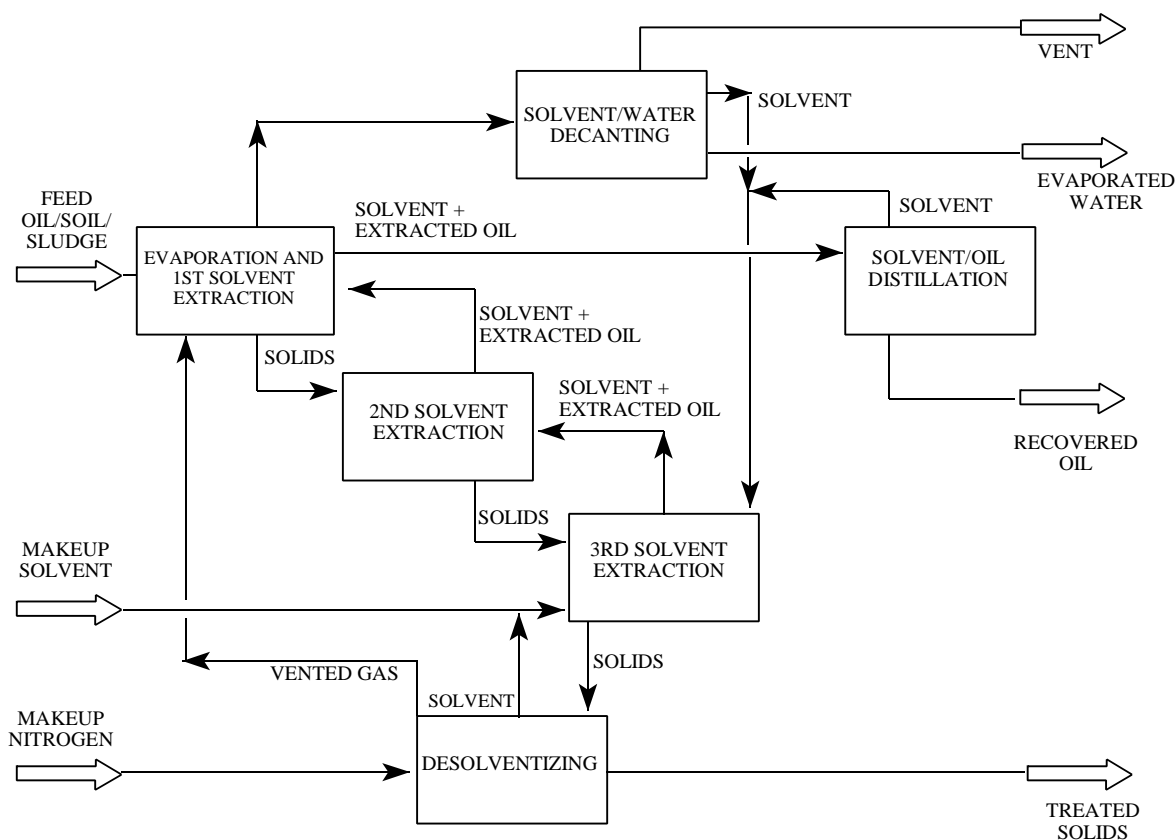 VENT
SOLVENT/WATER
DECANTING
SOLVENT
EVAPORATED
WATER
FEED
OIL/SOIL/
SLUDGE
SOLVENT +
EXTRACTED OIL
SOLVENT
EVAPORATION AND
1ST SOLVENT
EXTRACTION
SOLVENT/OIL
DISTILLATION
SOLVENT +
EXTRACTED OIL
SOLIDS
SOLVENT +
EXTRACTED OIL
2ND SOLVENT
EXTRACTION
RECOVERED
OIL
SOLIDS
MAKEUP
SOLVENT
3RD SOLVENT
EXTRACTION
VENTED GAS
SOLIDS
SOLVENT
MAKEUP
NITROGEN
DESOLVENTIZING
TREATED
SOLIDS